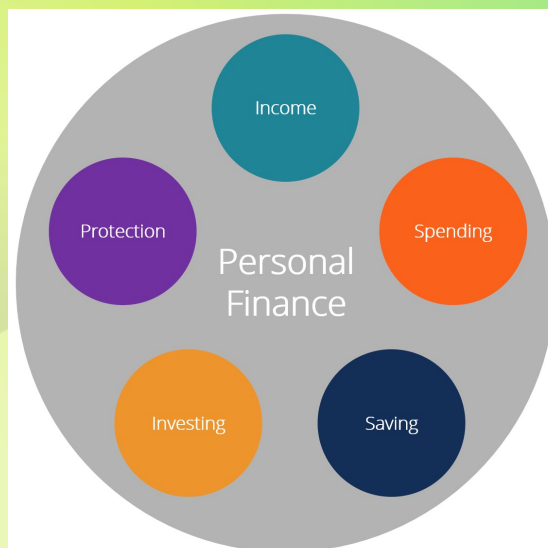 Income
Protection
Spending
Personal
Finance
Investing
Saving